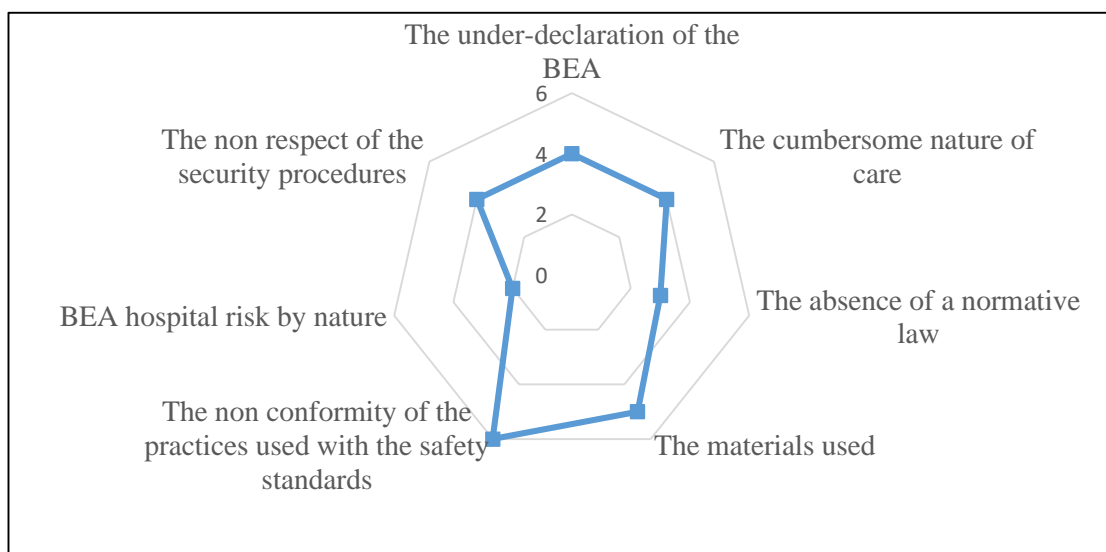 The under-declaration of the
BEA
6
4
2
0
The cumbersome nature of
care
The absence of a normative
law
The materials used
The non conformity of the
practices used with the safety
standards
BEA hospital risk by nature
The non respect of the
security procedures